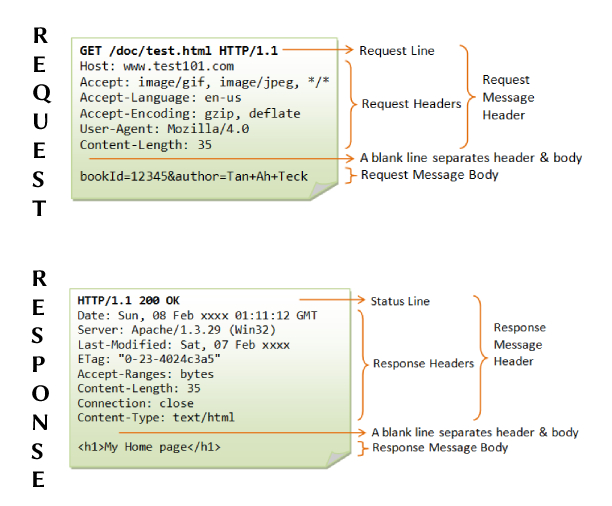 REQUEST
GET /doc/test.html HTTP/1.1
Request Line
Host: www.test101.com
Accept: image/gif, image/jpeg, */*
Accept-Language: en-us
Accept-Encoding: gzip, deflate
User-Agent: Mozilla/4.0
Content-Length: 35
Request Headers
Request
Message
Header
A blank line separates header & body
bookId=12345&author=Tan+Ah+Teck
Request Message Body
RESPONSE
HTTP/1.1 200 OK
Status Line
Date: Sun, 08 Feb xxxx 01:11:12 GMT
Server: Apache/1.3.29 (Win32)
Last-Modified: Sat, 07 Feb xxxx
ETag: "0-23-4024c3a5"
Accept-Ranges: bytes
Content-Length: 35
Connection: close
Content-Type: text/html
Response Headers
Response
Message
Header
A blank line separates header & body
<h1>My Home page</h1>
Response Message Body